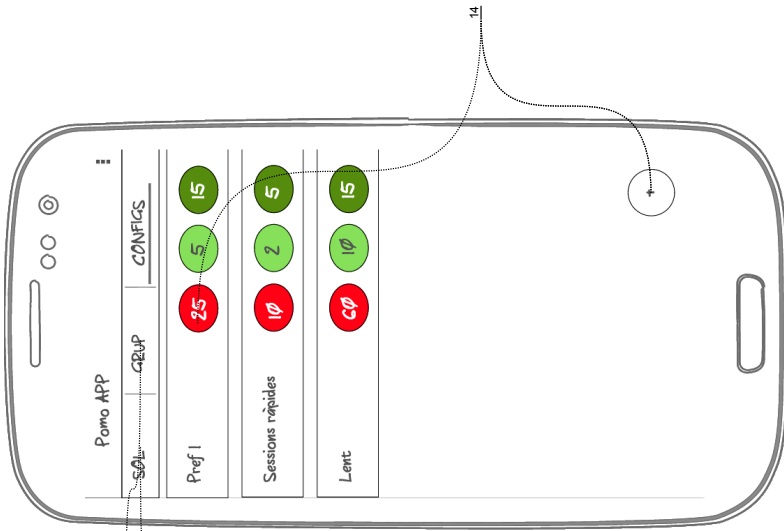 14
Pomo APP
SOL GRUP CONFIGS
Pref 1 25 5 15
Sessions ràpides 10 2 5
Lent 60 10 15
+